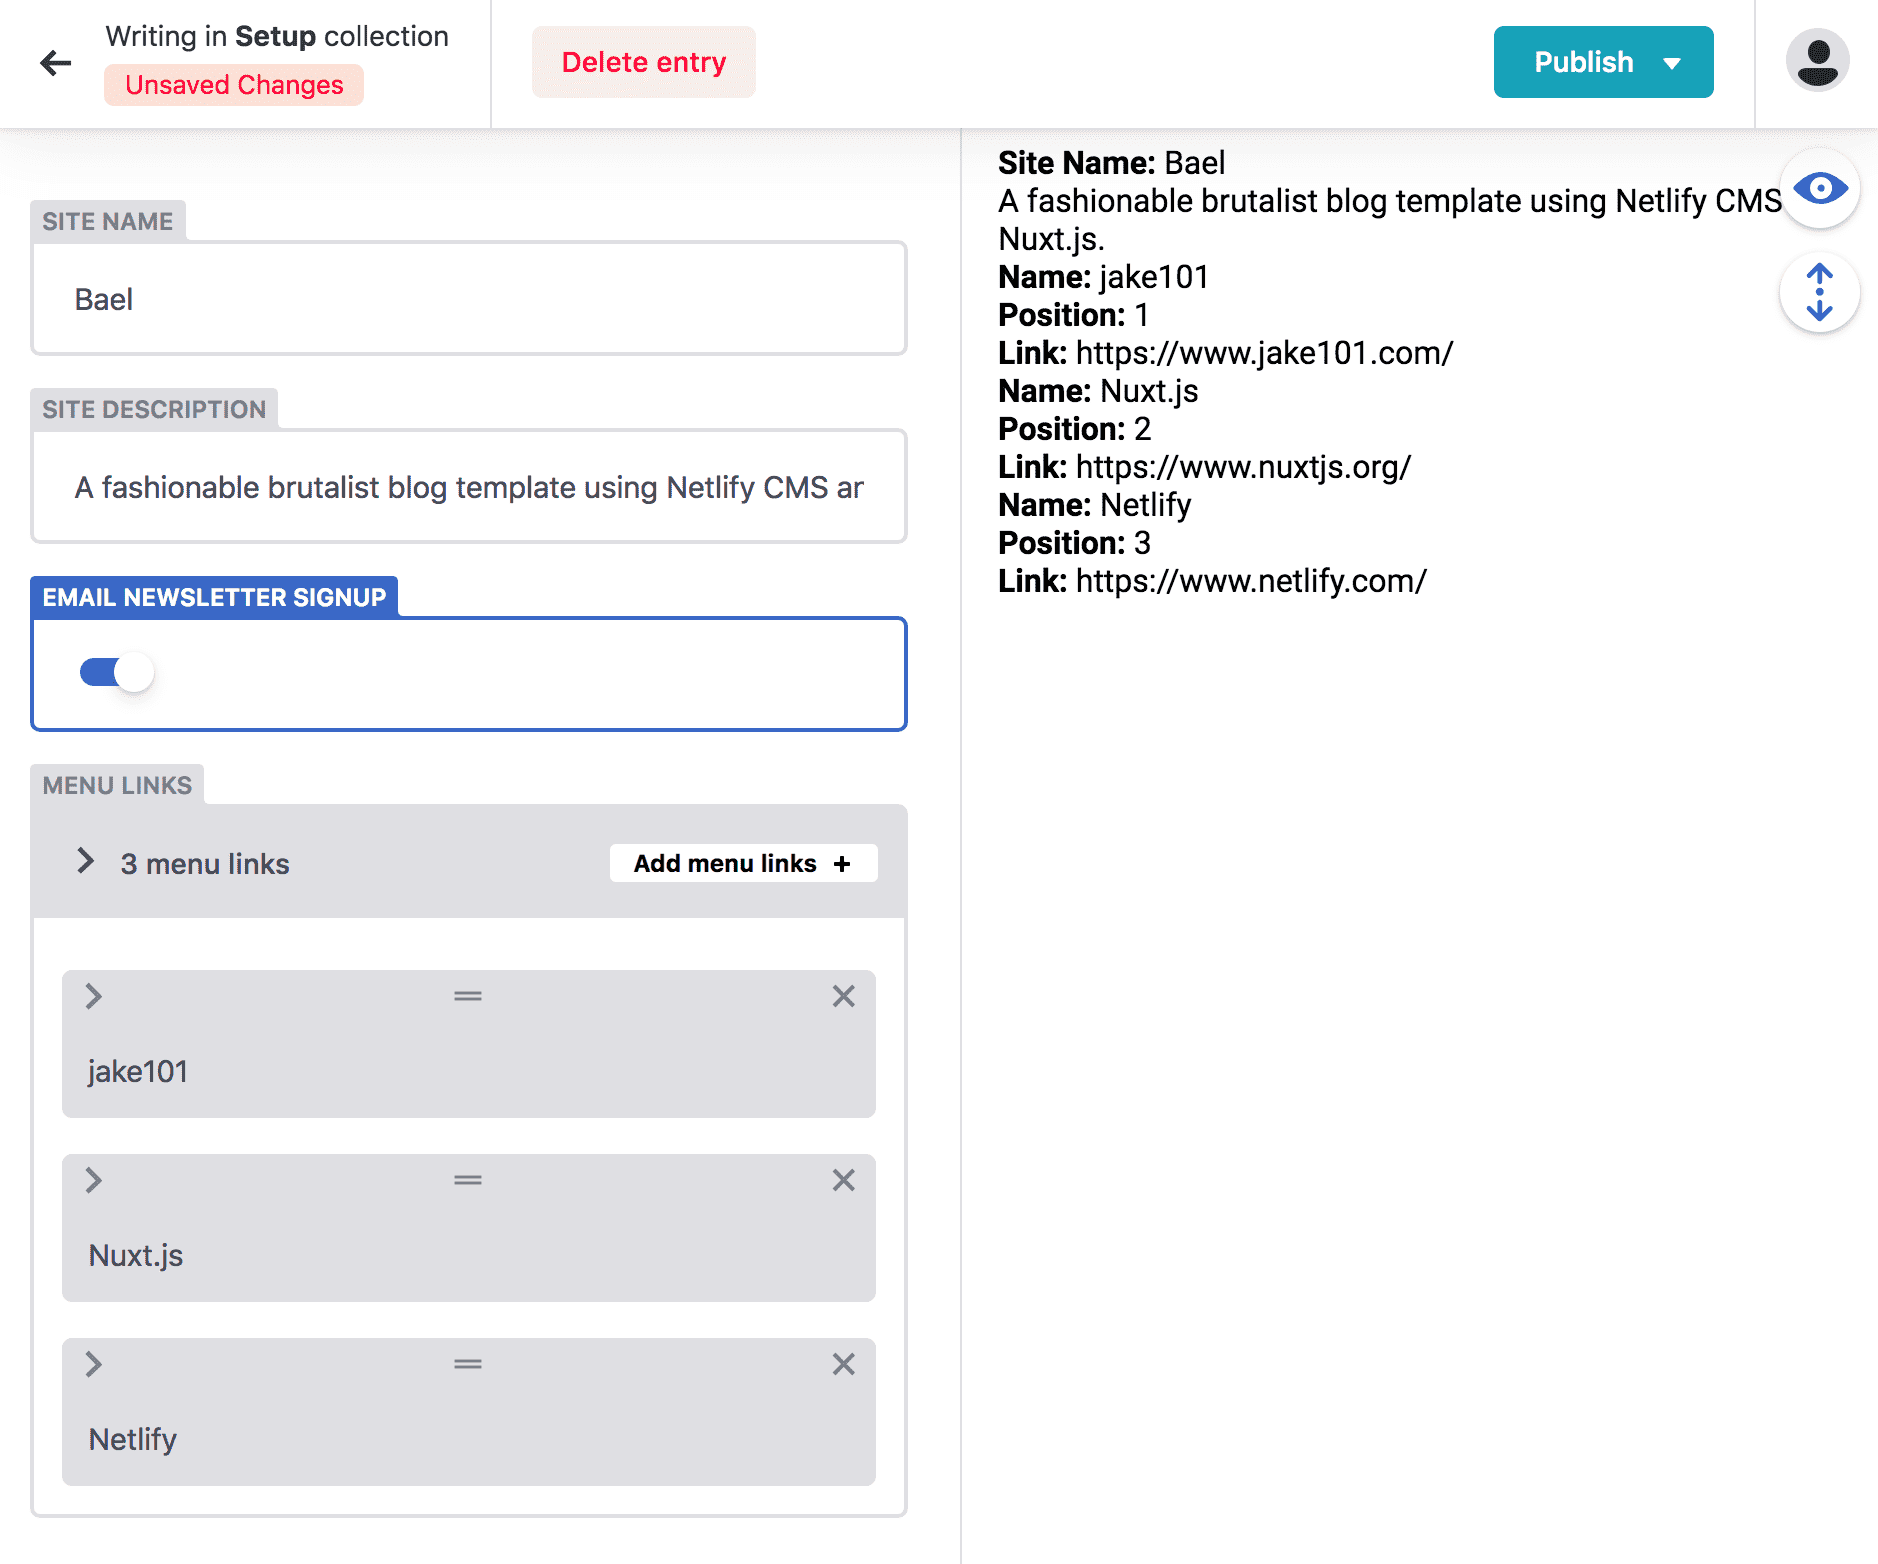 Writing in Setup collection
Unsaved Changes
Delete entry
Publish
SITE NAME
Bael
SITE DESCRIPTION
A fashionable brutalist blog template using Netlify CMS ar
EMAIL NEWSLETTER SIGNUP
MENU LINKS
3 menu links
Add menu links +
jake101
Nuxt.js
Netlify
Site Name: Bael
A fashionable brutalist blog template using Netlify CMS
Nuxt.js.
Name: jake101
Position: 1
Link: https://www.jake101.com/
Name: Nuxt.js
Position: 2
Link: https://www.nuxtjs.org/
Name: Netlify
Position: 3
Link: https://www.netlify.com/